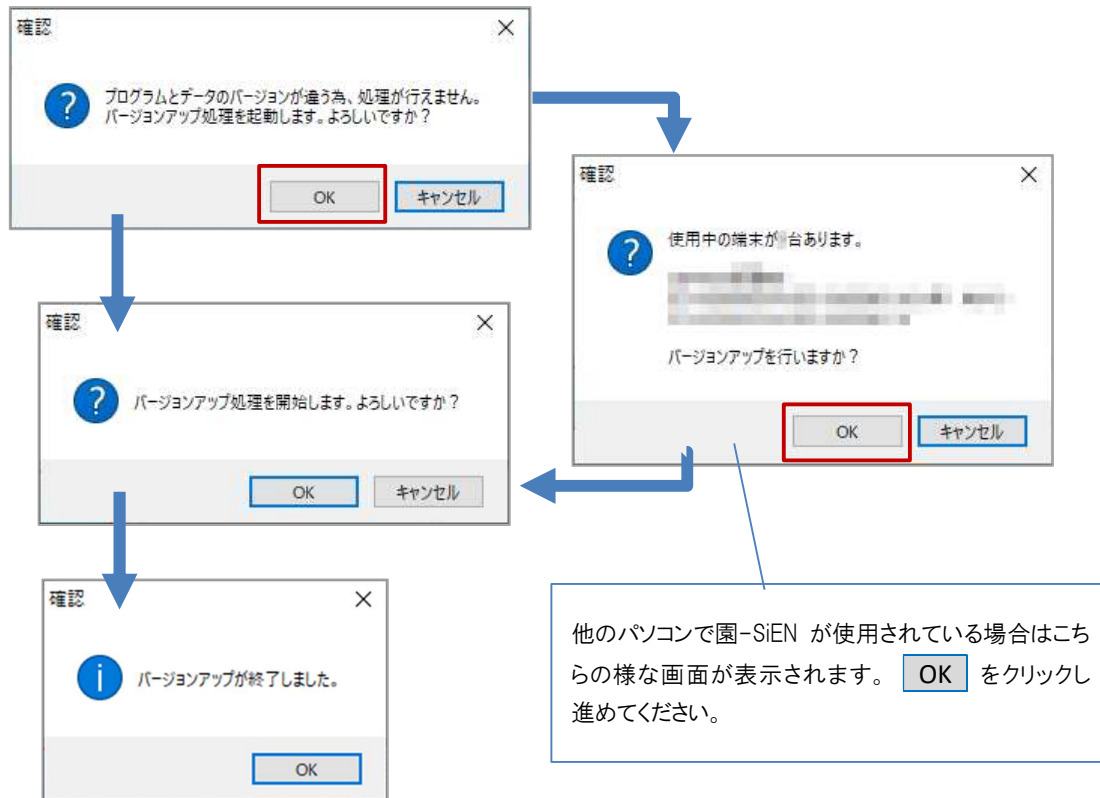 確認
プログラムとデータのバージョンが違う為、処理が行えません。
バージョンアップ処理を起動します。よろしいですか？
OK キャンセル
確認
使用中の端末が 台あります。
バージョンアップを行いますか？
OK キャンセル
確認
バージョンアップ処理を開始します。よろしいですか？
OK キャンセル
確認
バージョンアップが終了しました。
OK
他のパソコンで園-SiEN が使用されている場合はこち
らの様な画面が表示されます。 OK をクリックし
進めてください。